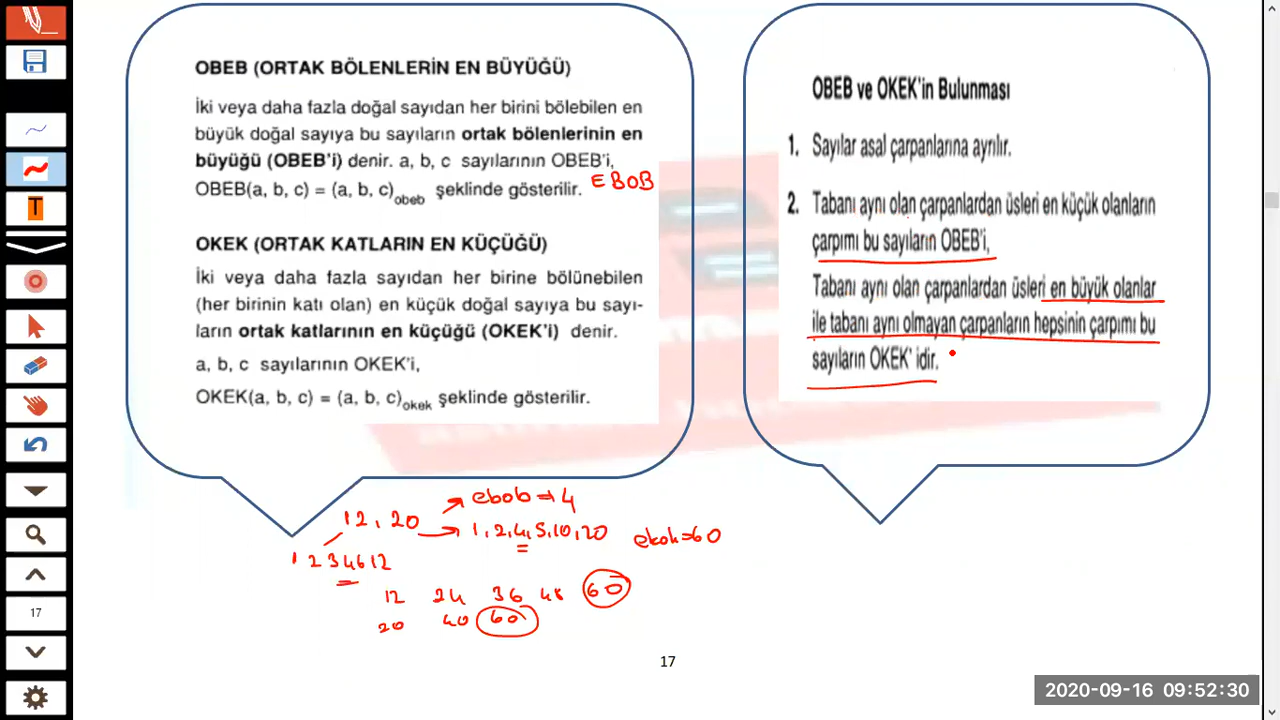 OBEB (ORTAK BÖLENLERİN EN BÜYÜĞÜ)
İki veya daha fazla doğal sayıdan her birini bölebilen en
büyük doğal sayıya bu sayıların ortak bölenlerinin en
büyüğü (OBEB'i) denir. a, b, c sayılarının OBEB'i,
OBEB(a, b, c) = (a, b, c)obeb şeklinde gösterilir.
EBOB
OKEK (ORTAK KATLARIN EN KÜÇÜĞÜ)
İki veya daha fazla sayıdan her birine bölünebilen
(her birinin katı olan) en küçük doğal sayıya bu sayı-
ların ortak katlarının en küçüğü (OKEK'i) denir.
a, b, c sayılarının OKEK'i,
OKEK(a, b, c) = (a, b, c)okek şeklinde gösterilir.
OBEB ve OKEK'in Bulunması
1. Sayılar asal çarpanlarına ayrılır.
2. Tabanı aynı olan çarpanlardan üsleri en küçük olanların
çarpımı bu sayıların OBEB'i,
Tabanı aynı olan çarpanlardan üsleri en büyük olanlar
ile tabanı aynı olmayan çarpanların hepsinin çarpımı bu
sayıların OKEK' idir.
ebob → 4
12, 20
1, 2, 4, 5, 10, 20
ekok=60
1 2 3 4 6 12
12 24 36 48 60
20 40 60
17
T
17
2020-09-16 09:52:30